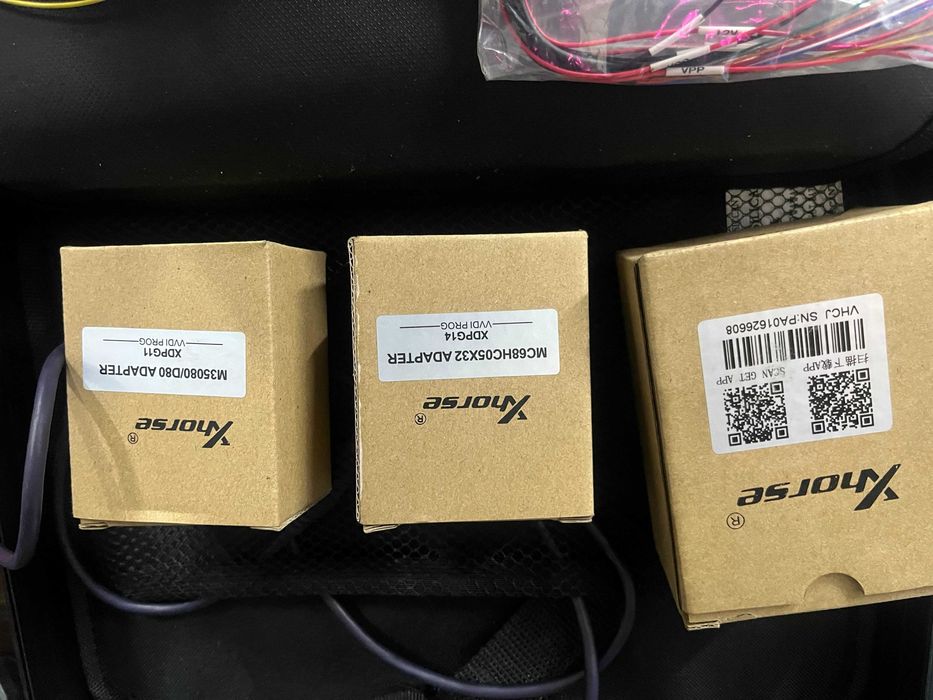 VPP
M35080/D80 ADAPTER
XDPG11
VVDI PROG
Xhorse®
MC68HC05X32 ADAPTER
XDPG14
VVDI PROG
Xhorse®
VHCJ SN:PA01626608
扫描下载APP
SCAN GET APP
Xhorse®